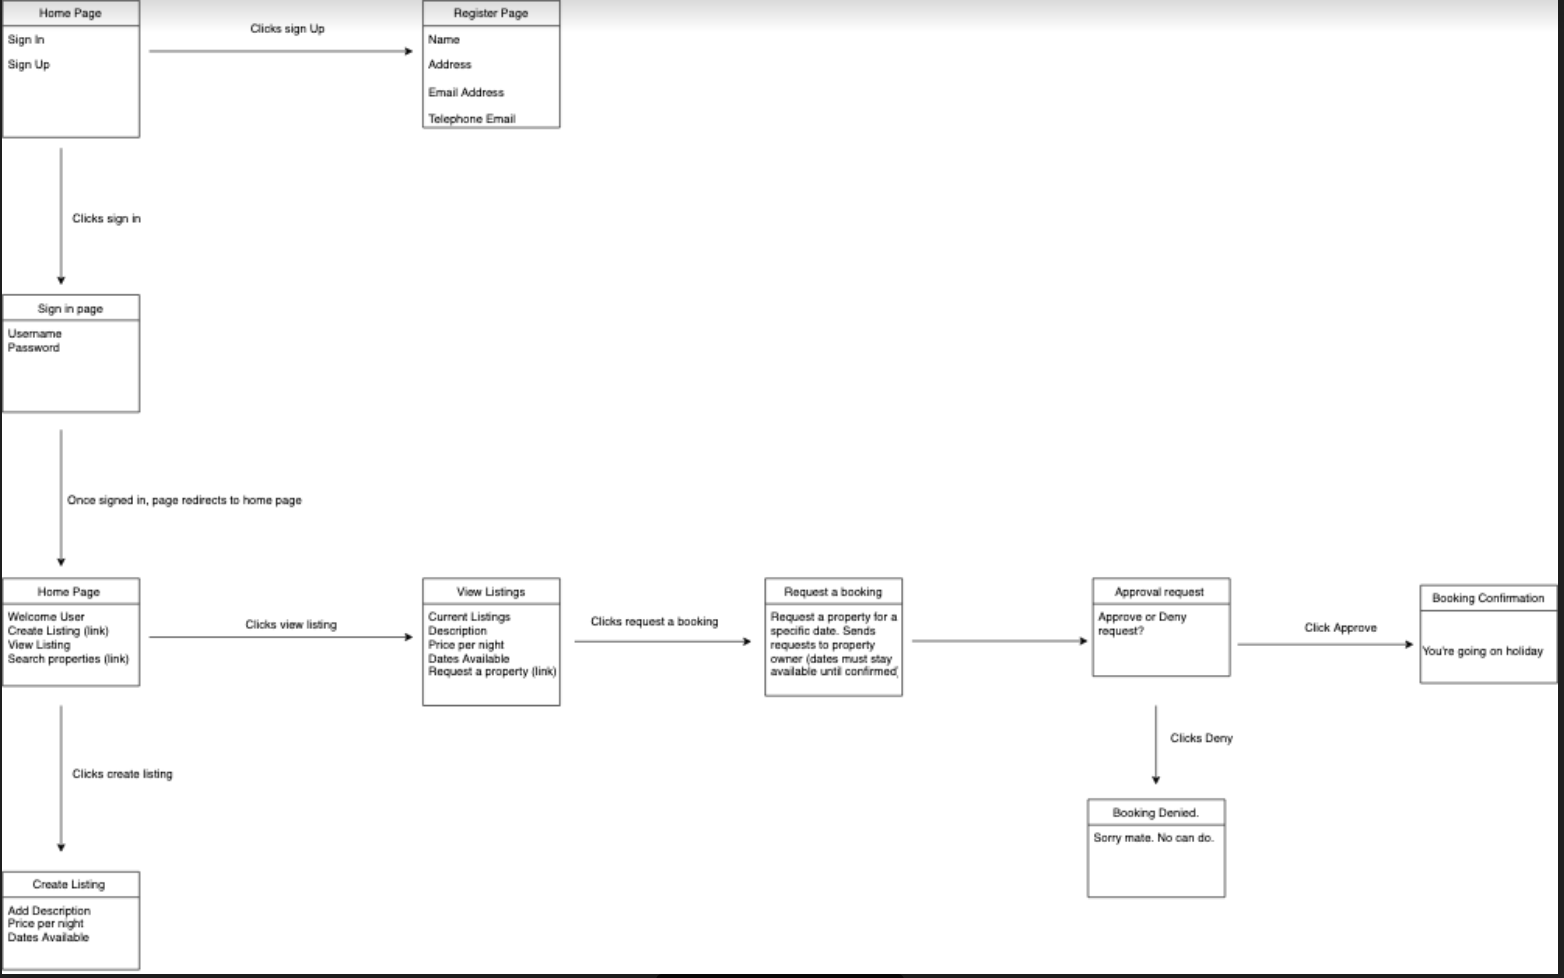 Home Page
Sign In
Sign Up
Clicks sign Up
Register Page
Name
Address
Email Address
Telephone Email
Clicks sign in
Sign in page
Username
Password
Once signed in, page redirects to home page
Home Page
Welcome User
Create Listing (link)
View Listing
Search properties (link)
Clicks view listing
View Listings
Current Listings
Description
Price per night
Dates Available
Request a property (link)
Clicks request a booking
Request a booking
Request a property for a
specific date. Sends
requests to property
owner (dates must stay
available until confirmed)
Approval request
Approve or Deny
request?
Click Approve
Booking Confirmation
You're going on holiday
Clicks Deny
Booking Denied.
Sorry mate. No can do.
Clicks create listing
Create Listing
Add Description
Price per night
Dates Available